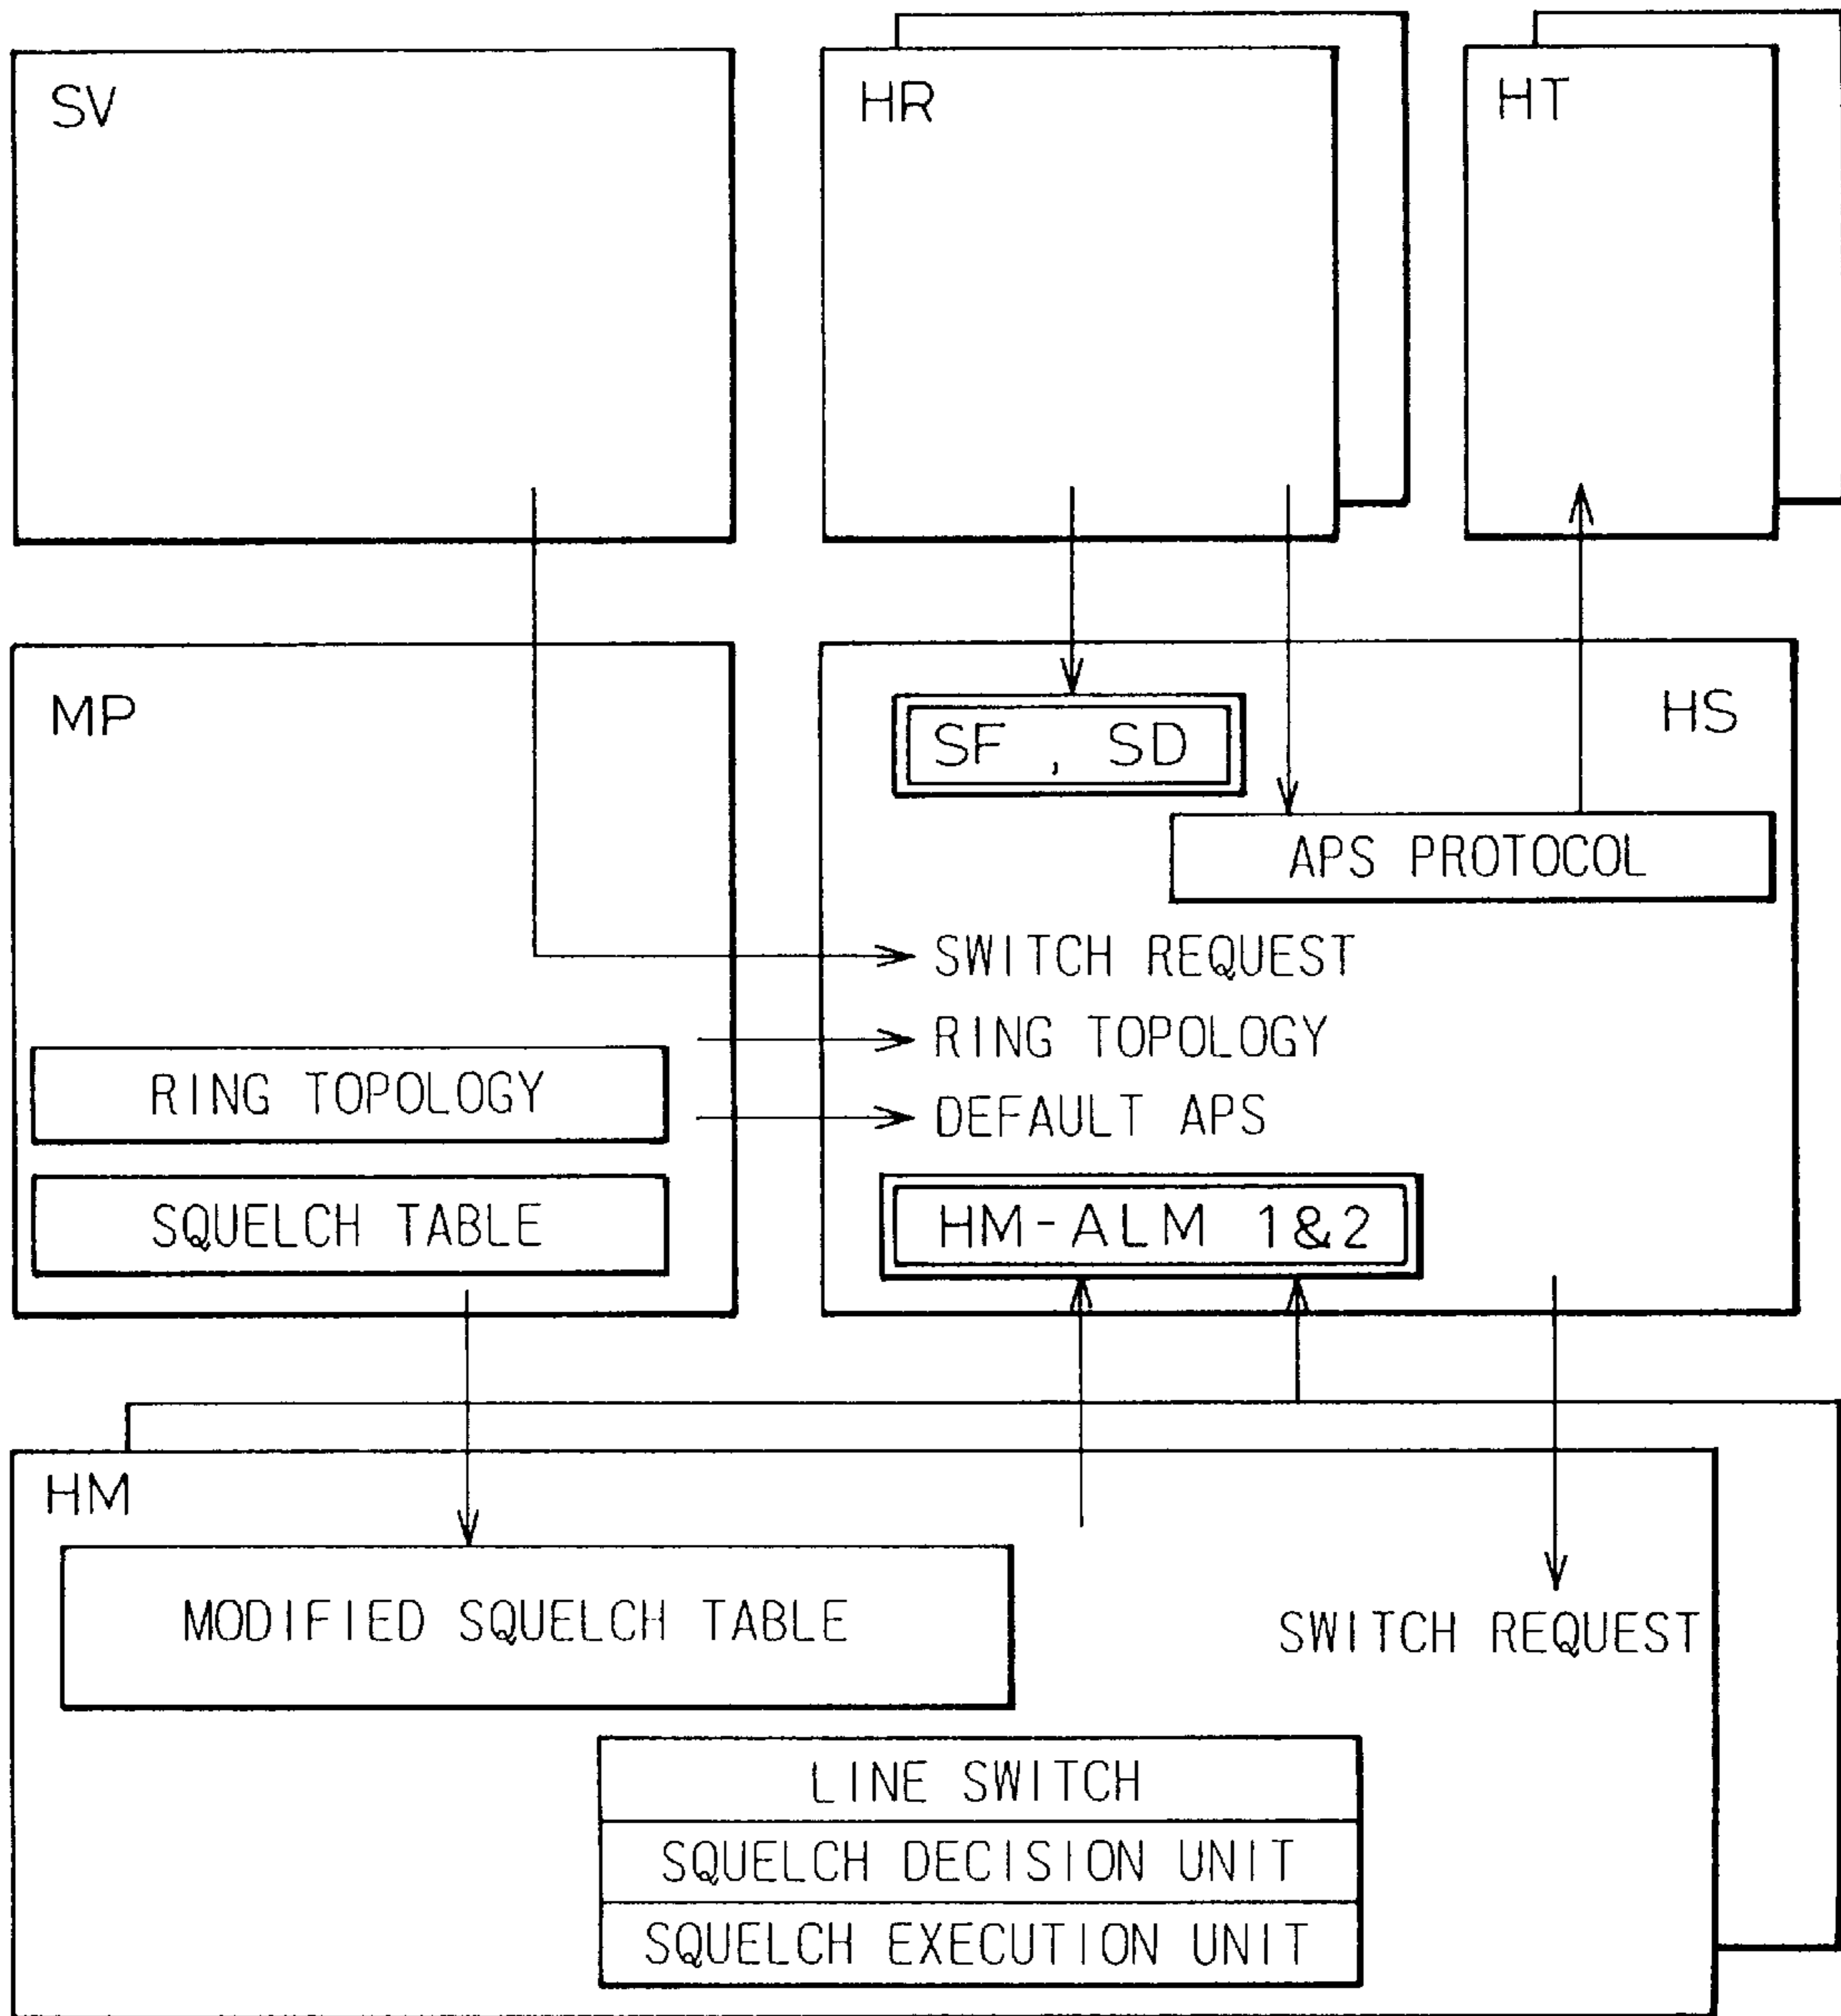 SV
HR
HT
MP
HS
SF , SD
APS PROTOCOL
SWITCH REQUEST
RING TOPOLOGY
DEFAULT APS
RING TOPOLOGY
SQUELCH TABLE
HM-ALM 1&2
HM
MODIFIED SQUELCH TABLE
SWITCH REQUEST
LINE SWITCH
SQUELCH DECISION UNIT
SQUELCH EXECUTION UNIT